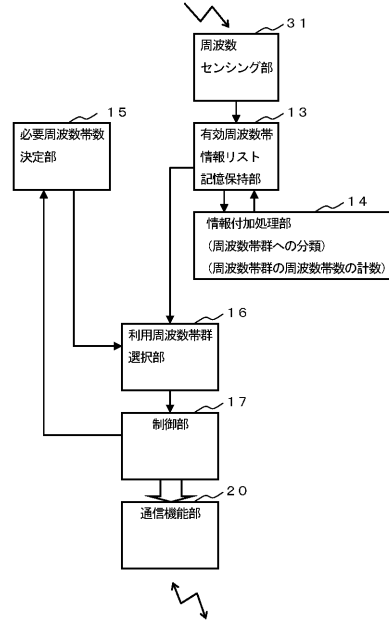 31
周波数
センシング部
15
必要周波数帯数
決定部
13
有効周波数帯
情報リスト
記憶保持部
14
情報付加処理部
(周波数帯群への分類)
(周波数帯群の周波数帯数の計数)
16
利用周波数帯群
選択部
17
制御部
20
通信機能部